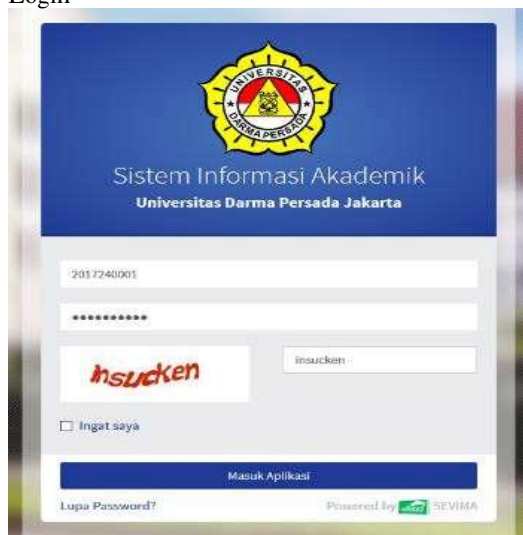 Login
UNIVERSITAS
DARMA PERSADA
Sistem Informasi Akademik
Universitas Darma Persada Jakarta
2017240001
••••••••••
insucken
insucken
Ingat saya
Masuk Aplikasi
Lupa Password?
Powered by SEVIMA